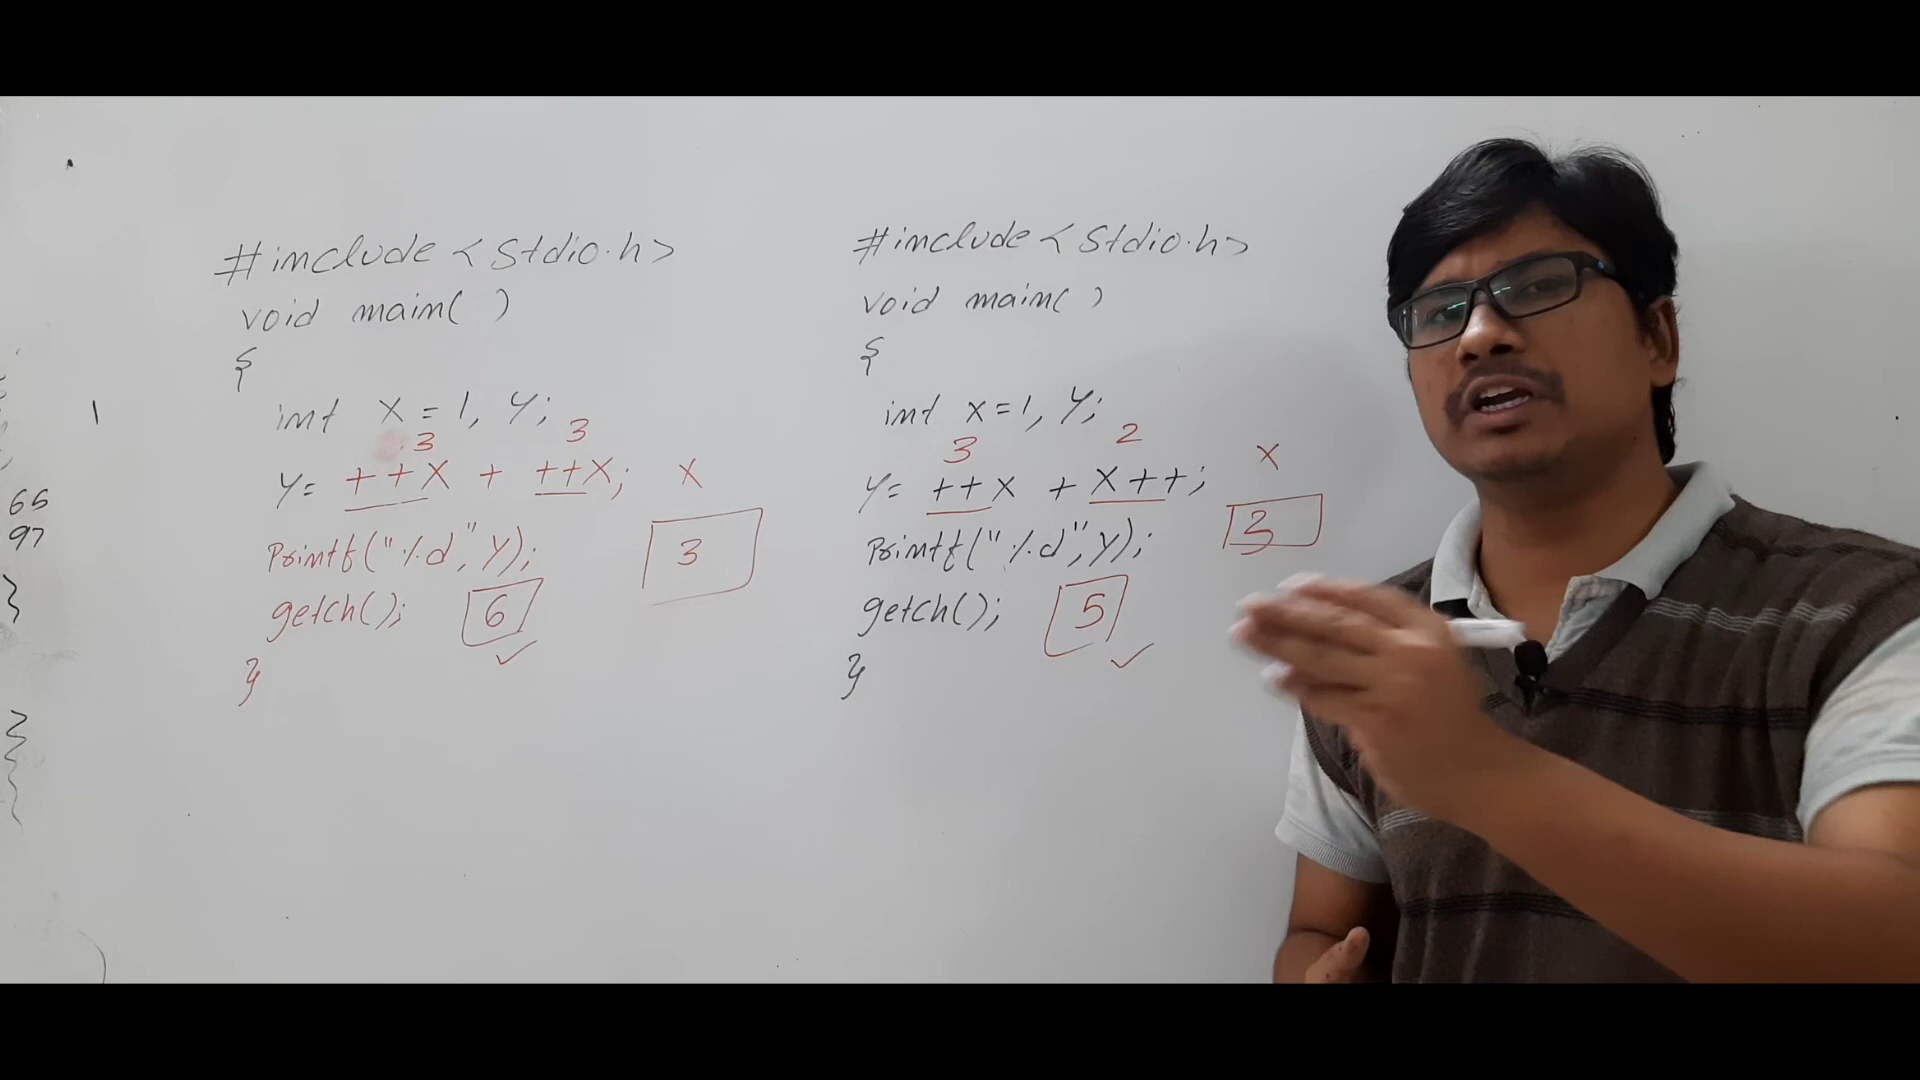 #include <Stdio.h>
void main( )
{
int X = 1, Y;
3 3
Y= ++X + ++X; X
Printf("%d", Y); 3
getch(); 6
}
#include <Stdio.h>
void main( )
{
int x=1, Y;
3 2
Y= ++X + X++; X
Printf("%d", Y); 3
getch(); 5
}
1
66
97
}